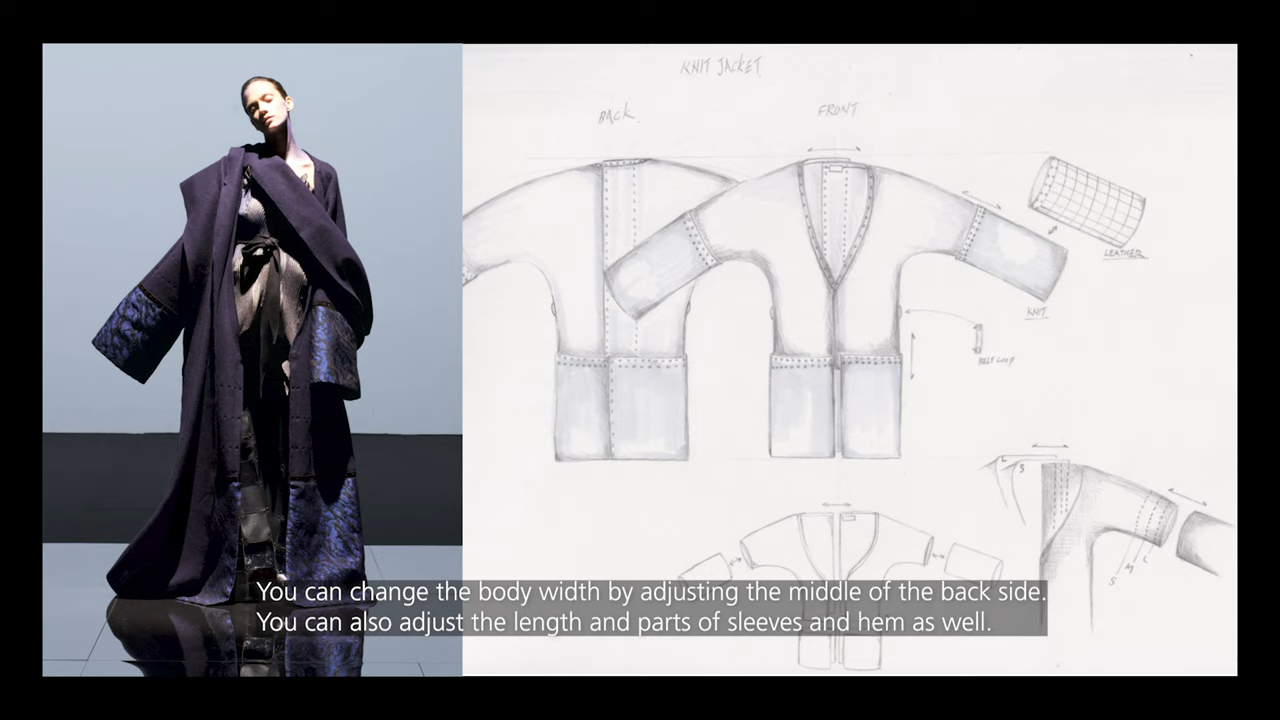 KNIT JACKET
BACK
FRONT
LEATHER
KNIT
BELT LOOP
L
S
S M L
You can change the body width by adjusting the middle of the back side.
You can also adjust the length and parts of sleeves and hem as well.